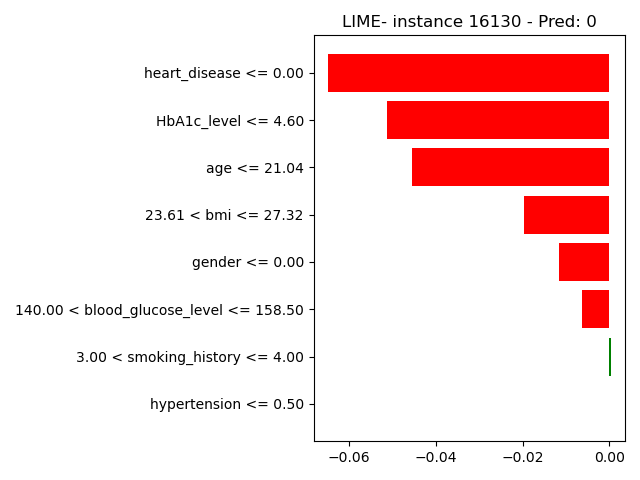 LIME- instance 16130 - Pred: 0
heart_disease <= 0.00
HbA1c_level <= 4.60
age <= 21.04
23.61 < bmi <= 27.32
gender <= 0.00
140.00 < blood_glucose_level <= 158.50
3.00 < smoking_history <= 4.00
hypertension <= 0.50
−0.06 −0.04 −0.02 0.00